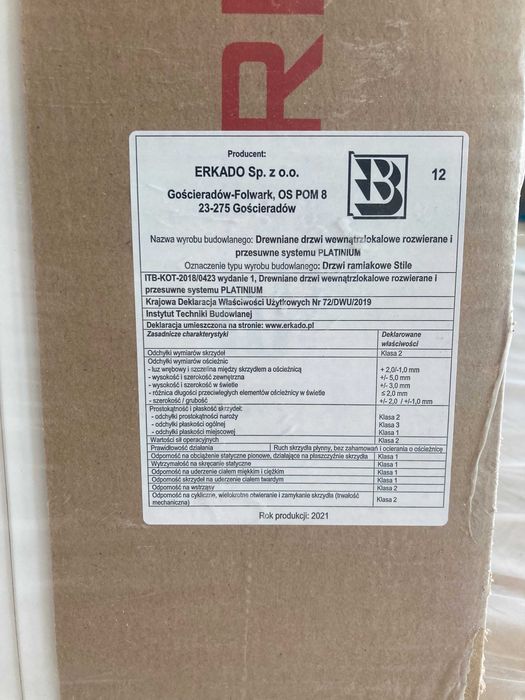 R
Producent:
ERKADO Sp. z o.o.
Gościeradów-Folwark, OS POM 8
23-275 Gościeradów
B
12
Nazwa wyrobu budowlanego: Drewniane drzwi wewnątrzlokalowe rozwierane i
przesuwne systemu PLATINIUM
Oznaczenie typu wyrobu budowlanego: Drzwi ramiakowe Stile
ITB-KOT-2018/0423 wydanie 1, Drewniane drzwi wewnątrzlokalowe rozwierane i
przesuwne systemu PLATINIUM
Krajowa Deklaracja Właściwości Użytkowych Nr 72/DWU/2019
Instytut Techniki Budowlanej
Deklaracja umieszczona na stronie: www.erkado.pl
Zasadnicze charakterystyki Deklarowane
właściwości
Odchyłki wymiarów skrzydeł Klasa 2
Odchyłki wymiarów ościeżnic
- luz wrębowy i szczelina między skrzydłem a ościeżnicą + 2,0/-1,0 mm
- wysokość i szerokość zewnętrzna +/- 5,0 mm
- wysokość i szerokość w świetle +/- 3,0 mm
- różnica długości przeciwległych elementów ościeżnicy w świetle ≤ 2,0 mm
- szerokość / grubość +/- 2,0 / +/-1,0 mm
Prostokątność i płaskość skrzydeł:
- odchyłki prostokątności naroży Klasa 2
- odchyłki płaskości ogólnej Klasa 3
- odchyłki płaskości miejscowej Klasa 1
Wartości sił operacyjnych Klasa 2
Prawidłowość działania Ruch skrzydła płynny, bez zahamowań i ocierania o ościeżnicę
Odporność na obciążenie statyczne pionowe, działające na płaszczyźnie skrzydła Klasa 1
Wytrzymałość na skręcanie statyczne Klasa 1
Odporność na uderzenie ciałem miękkim i ciężkim Klasa 1
Odporność skrzydeł na uderzenie ciałem twardym Klasa 1
Odporność na wstrząsy Klasa 2
Odporność na cykliczne, wielokrotne otwieranie i zamykanie skrzydła (trwałość
mechaniczna) Klasa 2
Rok produkcji: 2021